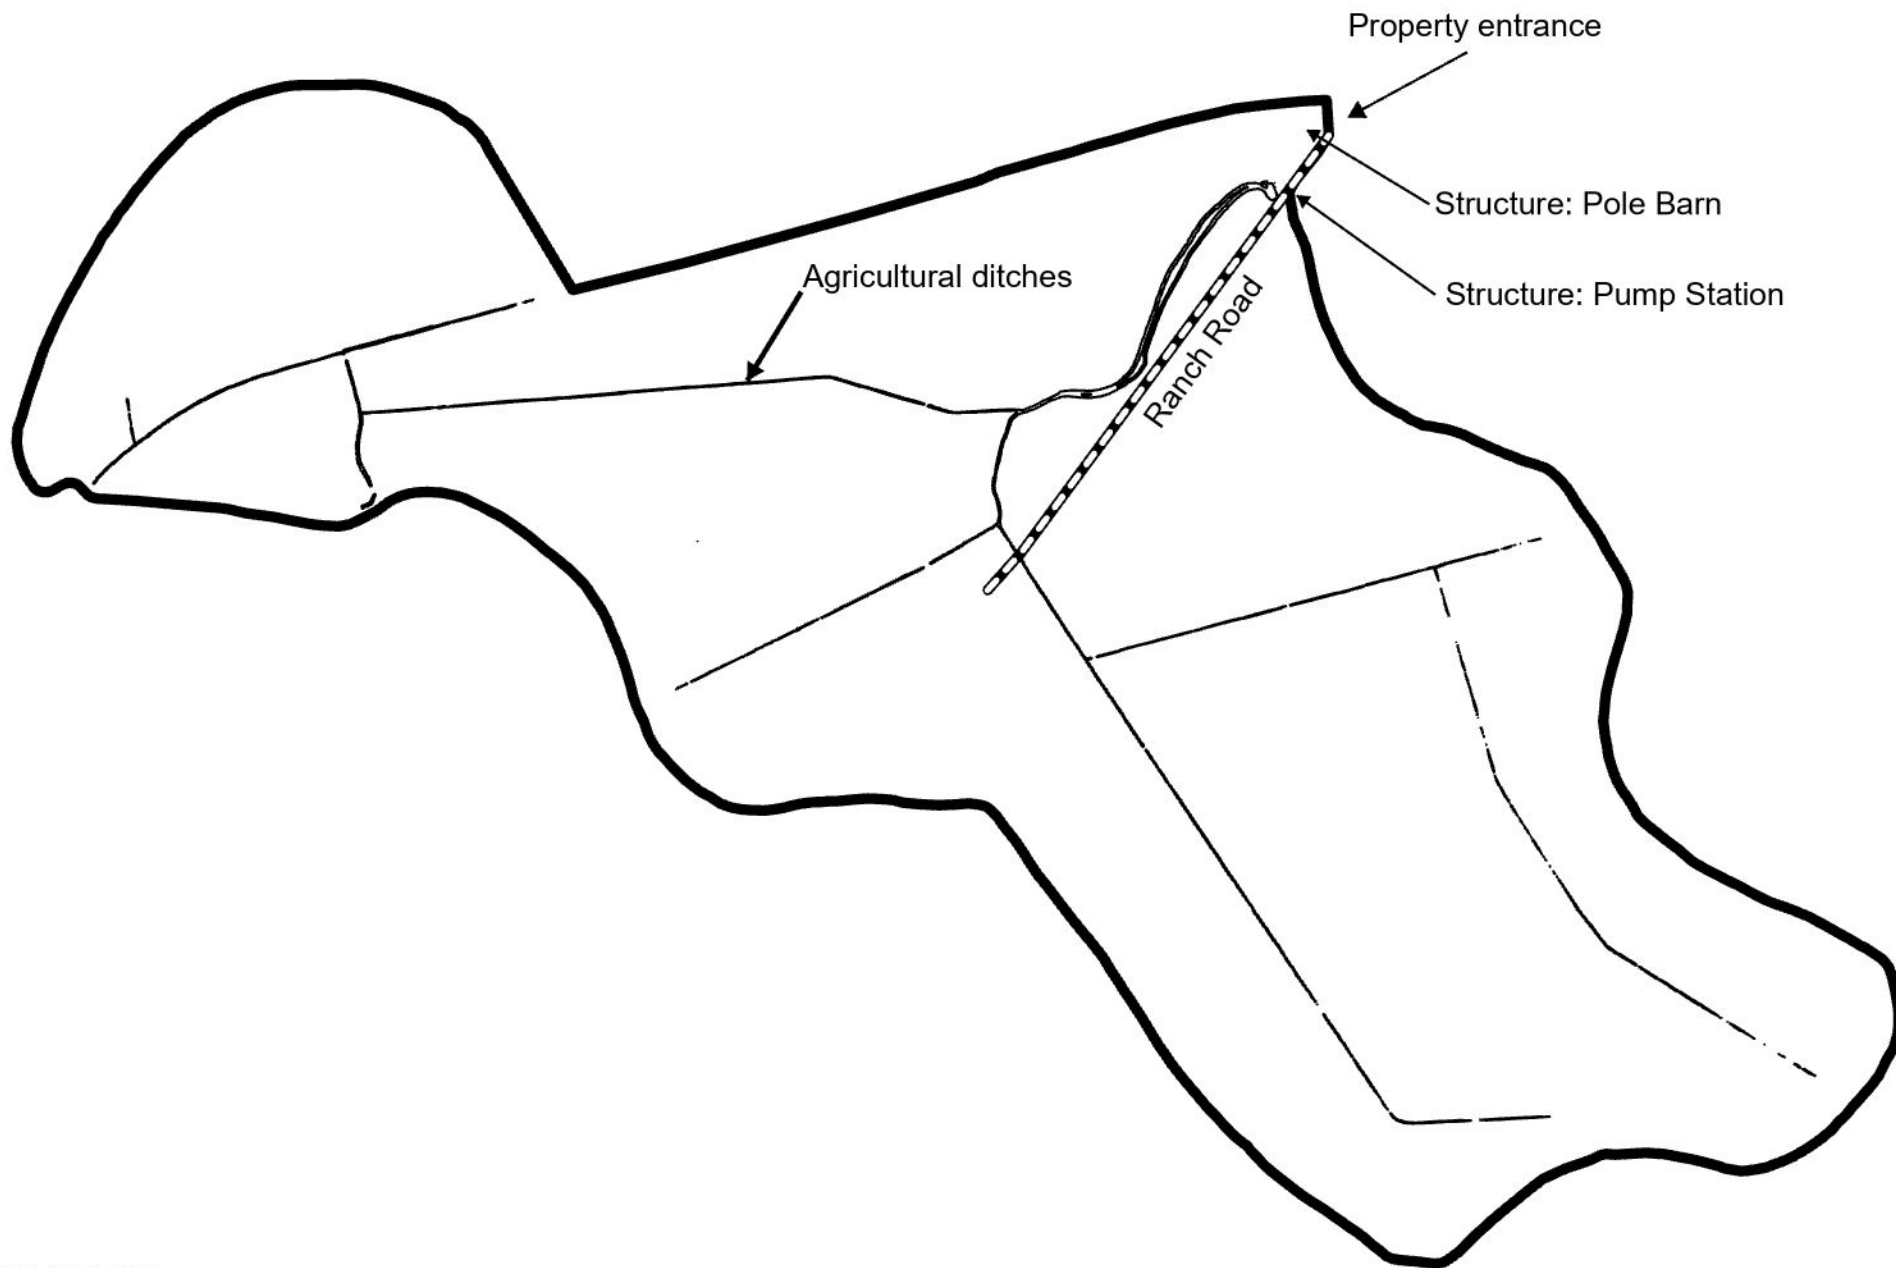 Property entrance
Structure: Pole Barn
Agricultural ditches
Structure: Pump Station
Ranch Road